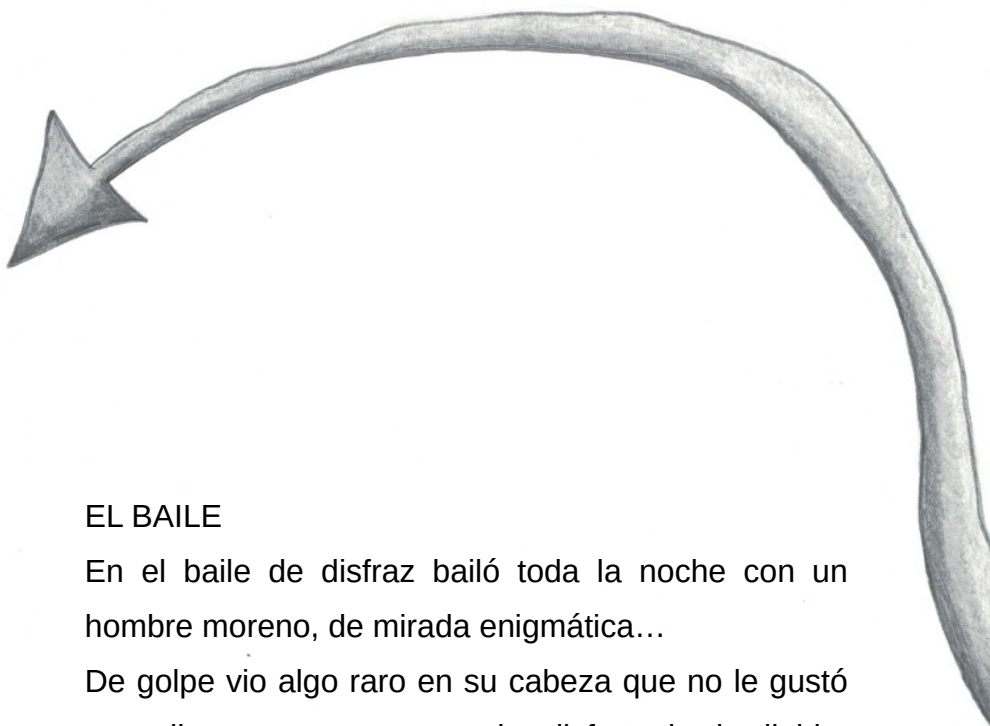 EL BAILE
En el baile de disfraz bailó toda la noche con un
hombre moreno, de mirada enigmática…
De golpe vio algo raro en su cabeza que no le gustó